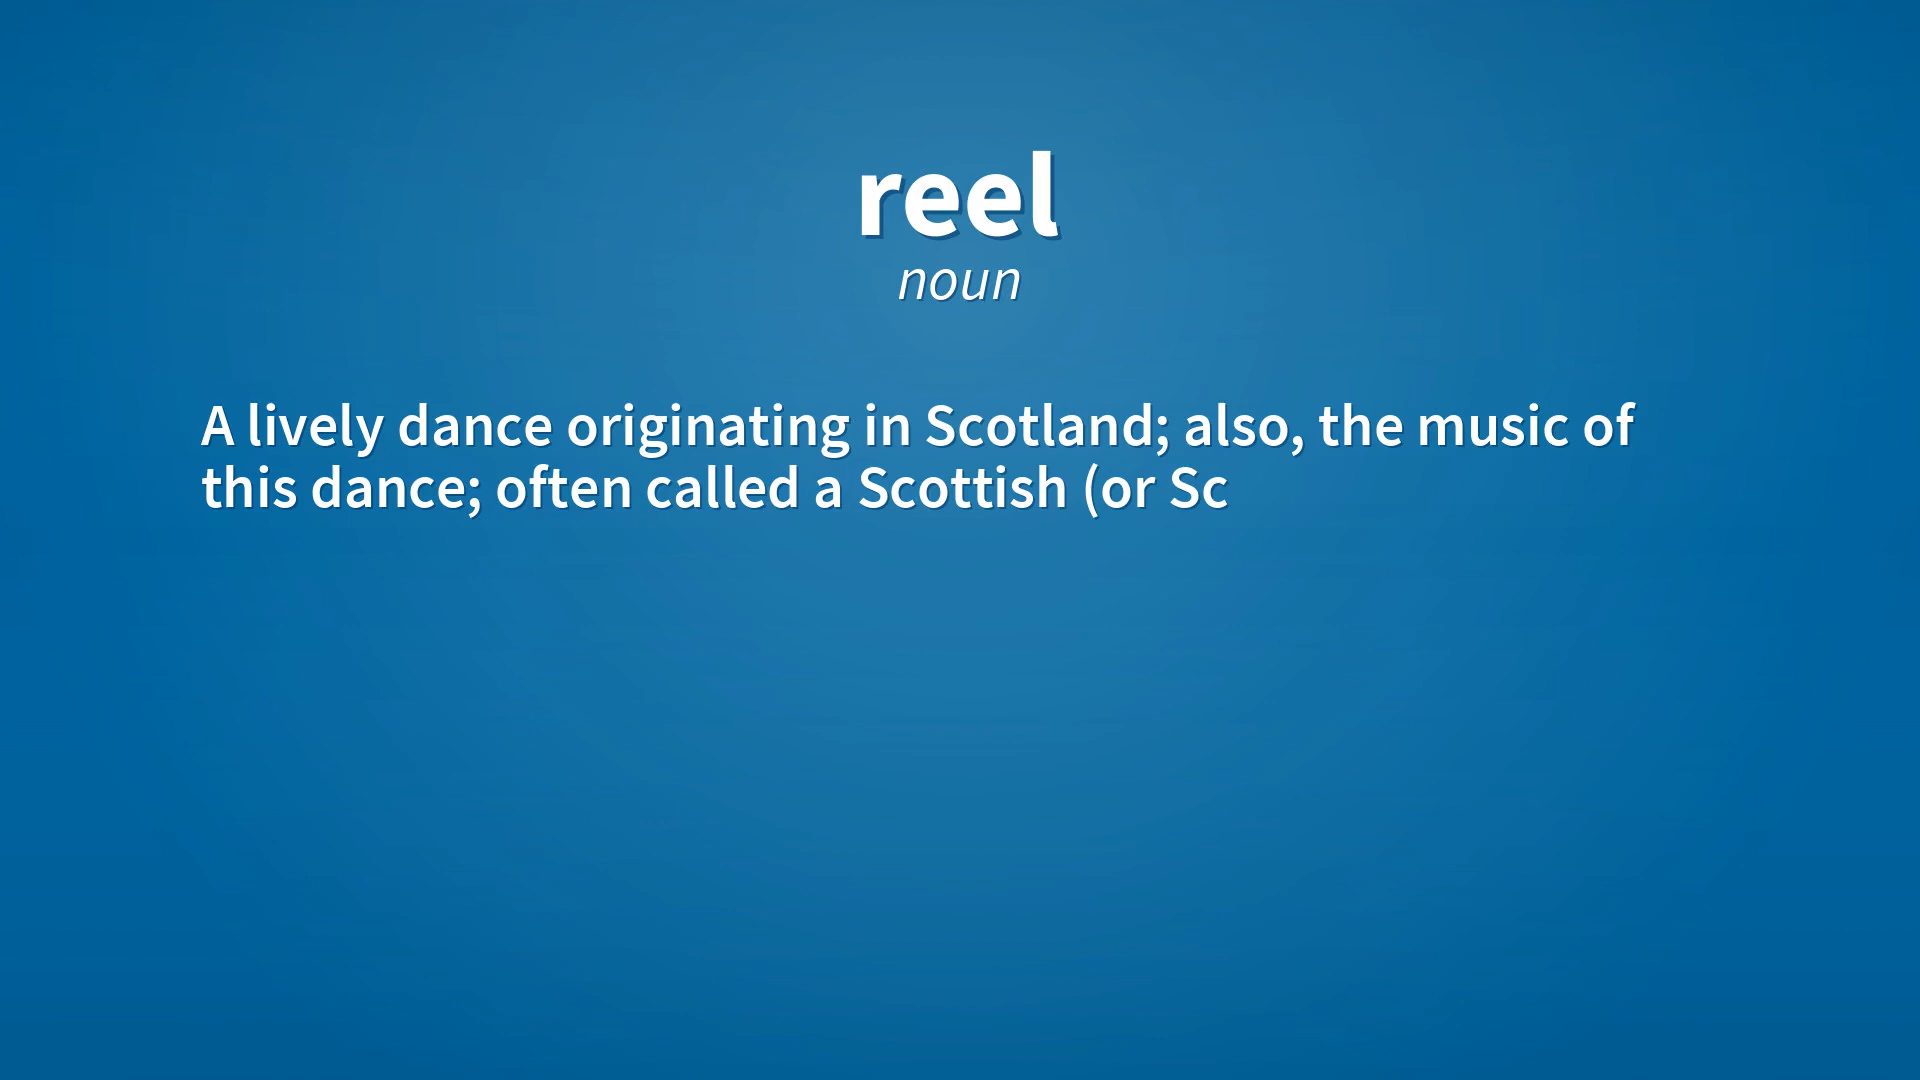 reel
noun
A lively dance originating in Scotland; also, the music of
this dance; often called a Scottish (or Sc